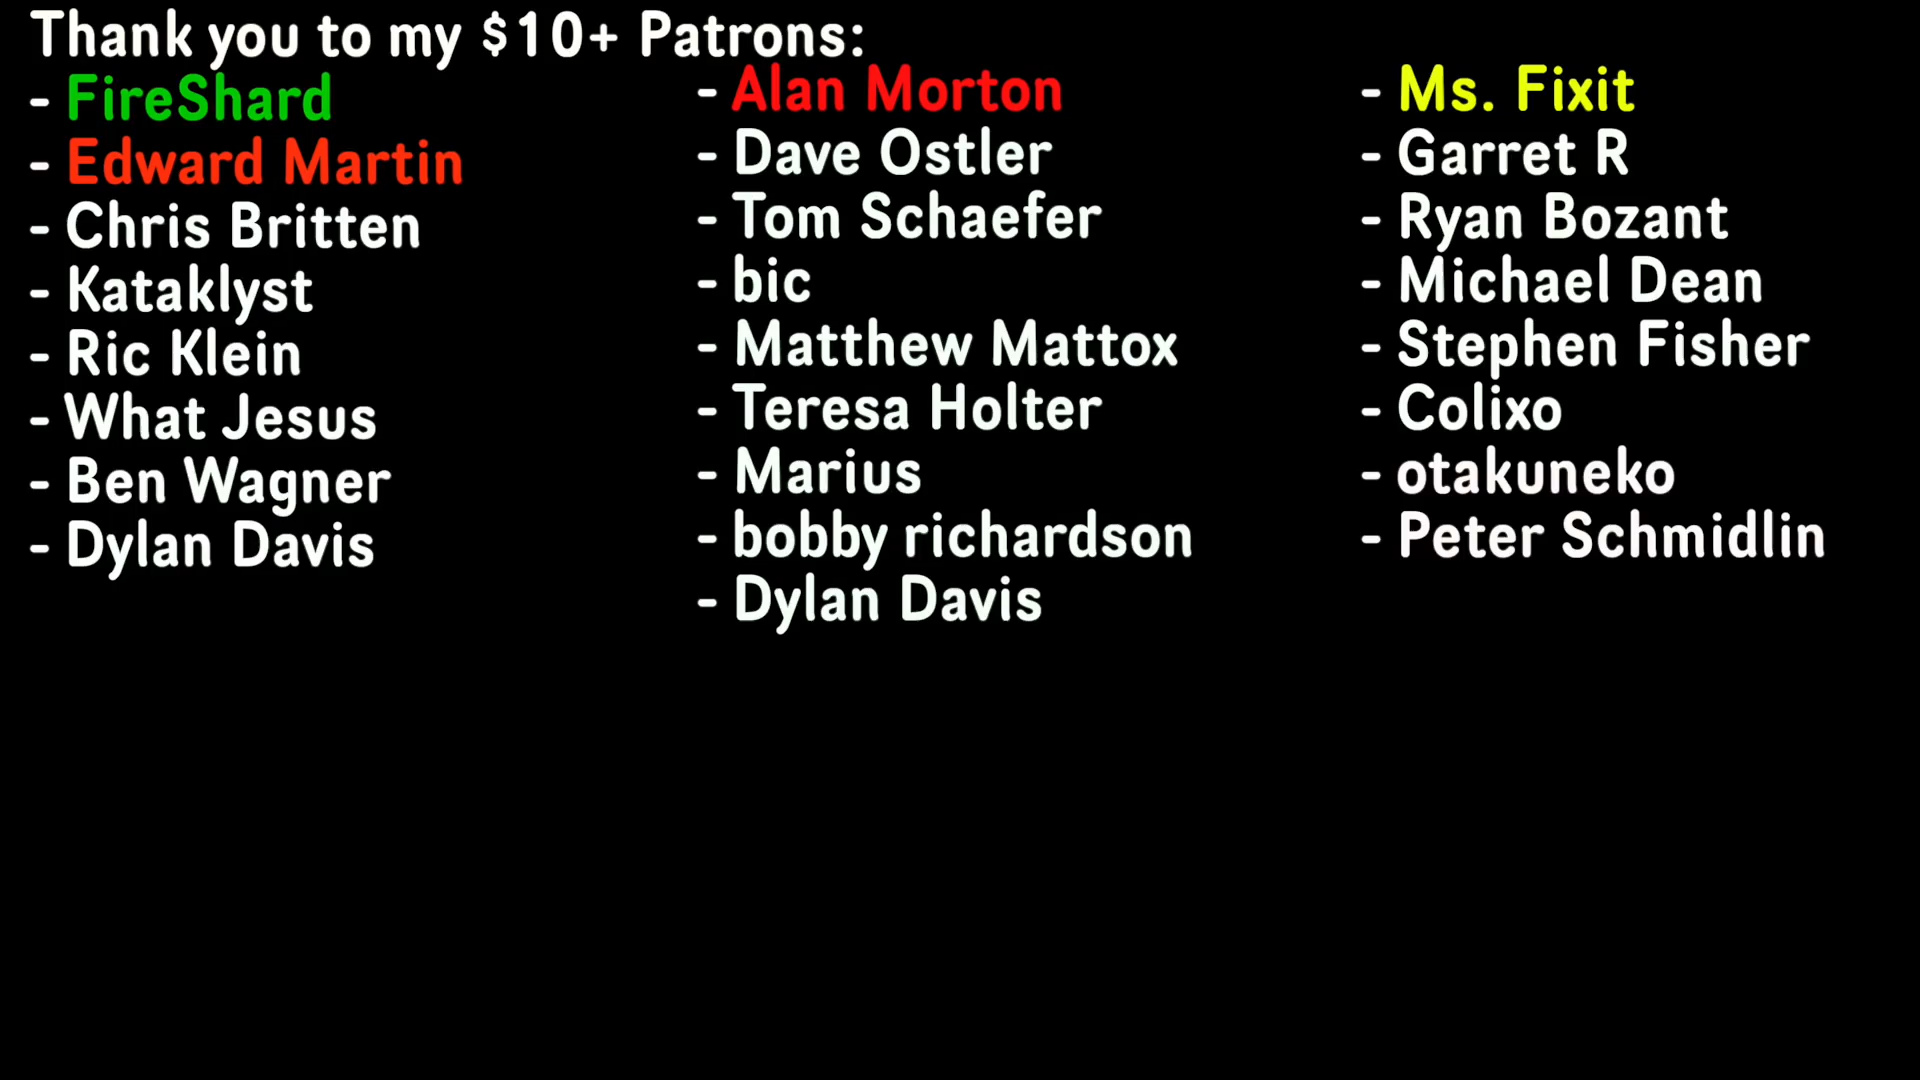 Thank you to my $10+ Patrons:
- FireShard
- Edward Martin
- Chris Britten
- Kataklyst
- Ric Klein
- What Jesus
- Ben Wagner
- Dylan Davis
- Alan Morton
- Dave Ostler
- Tom Schaefer
- bic
- Matthew Mattox
- Teresa Holter
- Marius
- bobby richardson
- Dylan Davis
- Ms. Fixit
- Garret R
- Ryan Bozant
- Michael Dean
- Stephen Fisher
- Colixo
- otakuneko
- Peter Schmidlin